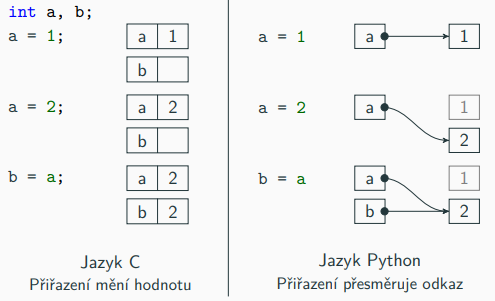 int a, b;
a = 1;
a 1
b
a = 2;
a 2
b
b = a;
a 2
b 2
Jazyk C
Přiřazení mění hodnotu
a = 1
a 1
a = 2
a 1
2
b = a
a 1
b 2
Jazyk Python
Přiřazení přesměruje odkaz